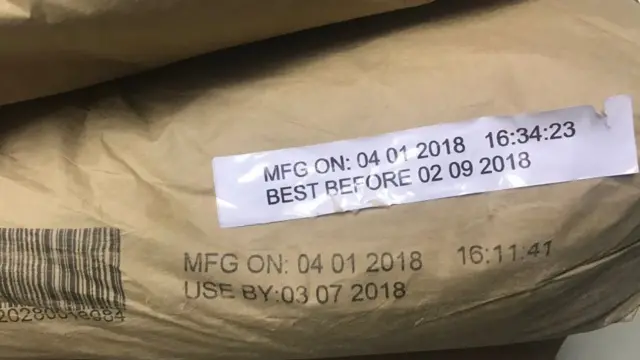 MFG ON: 04 01 2018 16:34:23
BEST BEFORE 02 09 2018
MFG ON: 04 01 2018 16:11:41
USE BY:03 07 2018
20280016084